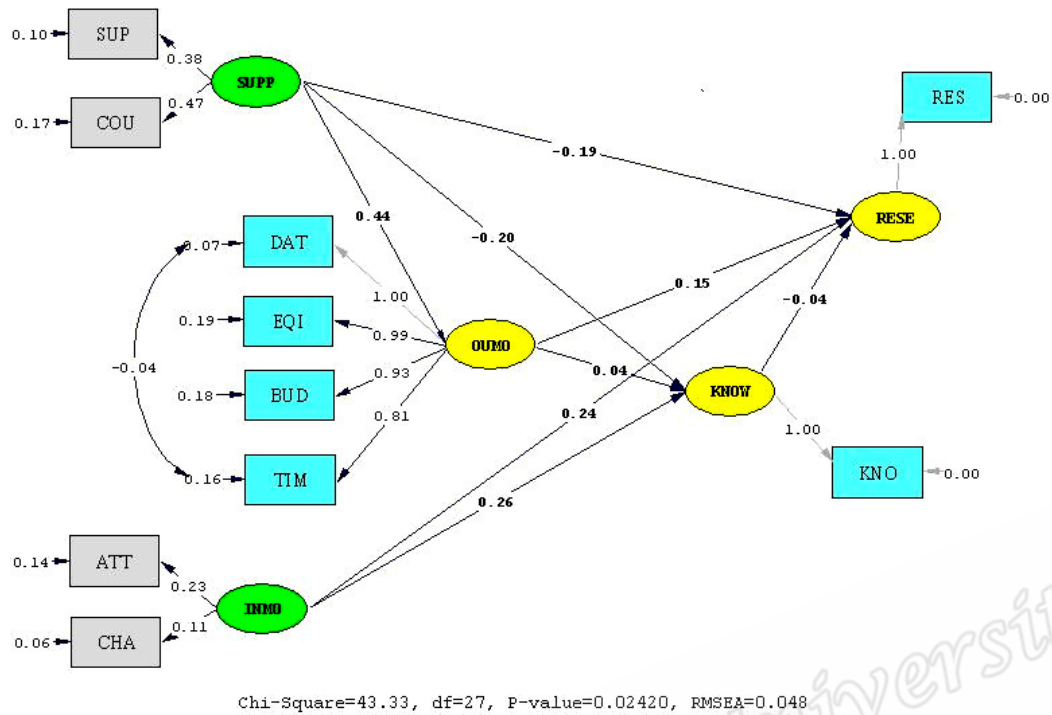 0.10
SUP
0.38
SUPP
0.47
0.17
COU
RES
0.00
1.00
-0.19
RESE
0.44
-0.20
0.07
DAT
1.00
0.15
-0.04
0.19
EQI
0.99
OUMO
-0.04
0.93
0.04
0.18
BUD
KNOW
0.81
0.24
1.00
0.16
TIM
KNO
0.00
0.26
0.14
ATT
0.23
INMO
0.11
0.06
CHA
Chi-Square=43.33, df=27, P-value=0.02420, RMSEA=0.048